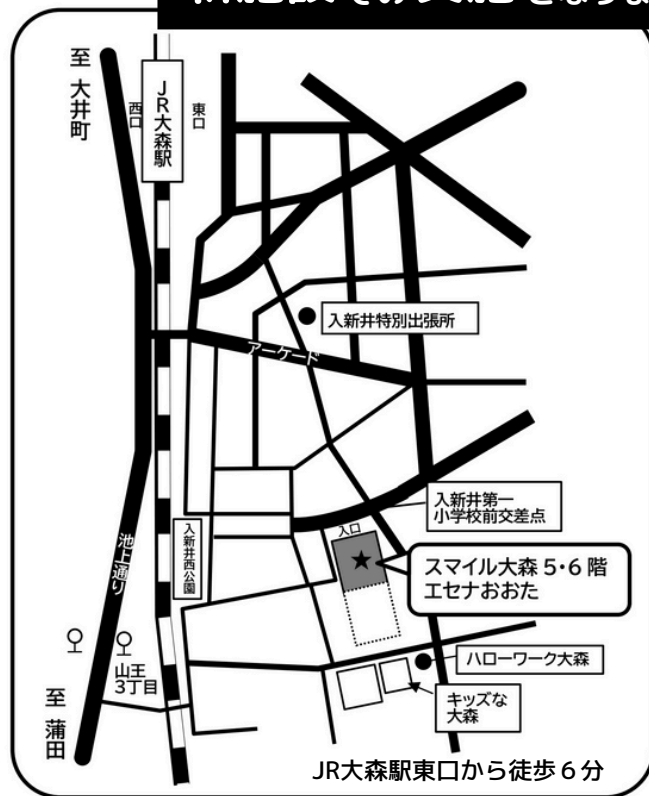 至 大井町
西口
JR大森駅
東口
入新井特別出張所
アーケード
入新井第一
小学校前交差点
入口
入新井西公園
池上通り
スマイル大森 5・6 階
エセナおおた
ハローワーク大森
山王
3丁目
キッズな
大森
至 蒲田
JR大森駅東口から徒歩6分